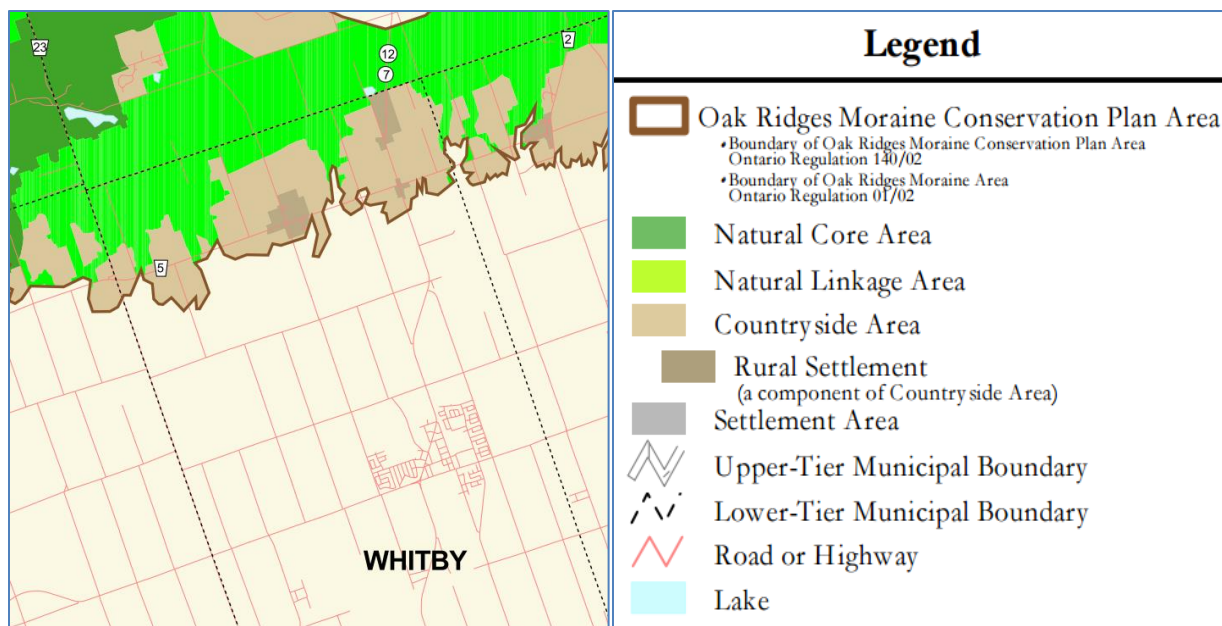 23
12
7
2
5
WHITBY
Legend
Oak Ridges Moraine Conservation Plan Area
•Boundary of Oak Ridges Moraine Conservation Plan Area
Ontario Regulation 140/02
•Boundary of Oak Ridges Moraine Area
Ontario Regulation 01/02
Natural Core Area
Natural Linkage Area
Countryside Area
Rural Settlement
(a component of Countryside Area)
Settlement Area
Upper-Tier Municipal Boundary
Lower-Tier Municipal Boundary
Road or Highway
Lake